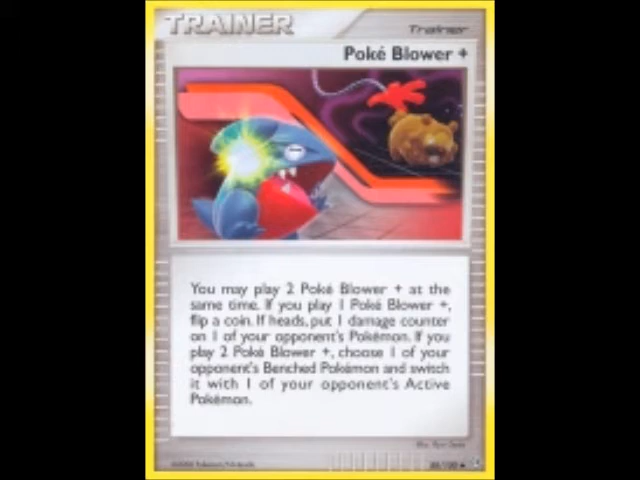 TRAINER
Trainer
Poké Blower +
You may play 2 Poké Blower + at the
same time. If you play 1 Poké Blower +,
flip a coin. If heads, put 1 damage counter
on 1 of your opponent's Pokémon. If you
play 2 Poké Blower +, choose 1 of your
opponent's Benched Pokémon and switch
it with 1 of your opponent's Active
Pokémon.
88/100